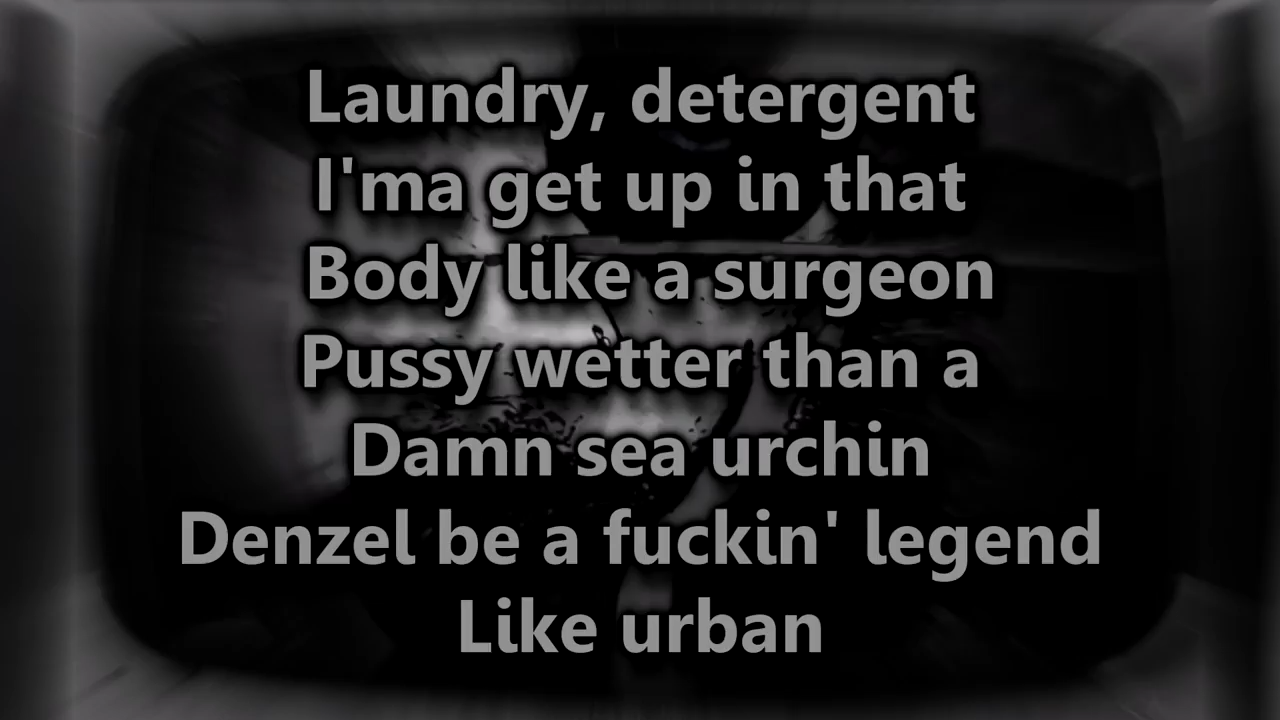 Laundry, detergent
I'ma get up in that
Body like a surgeon
Pussy wetter than a
Damn sea urchin
Denzel be a fuckin' legend
Like urban